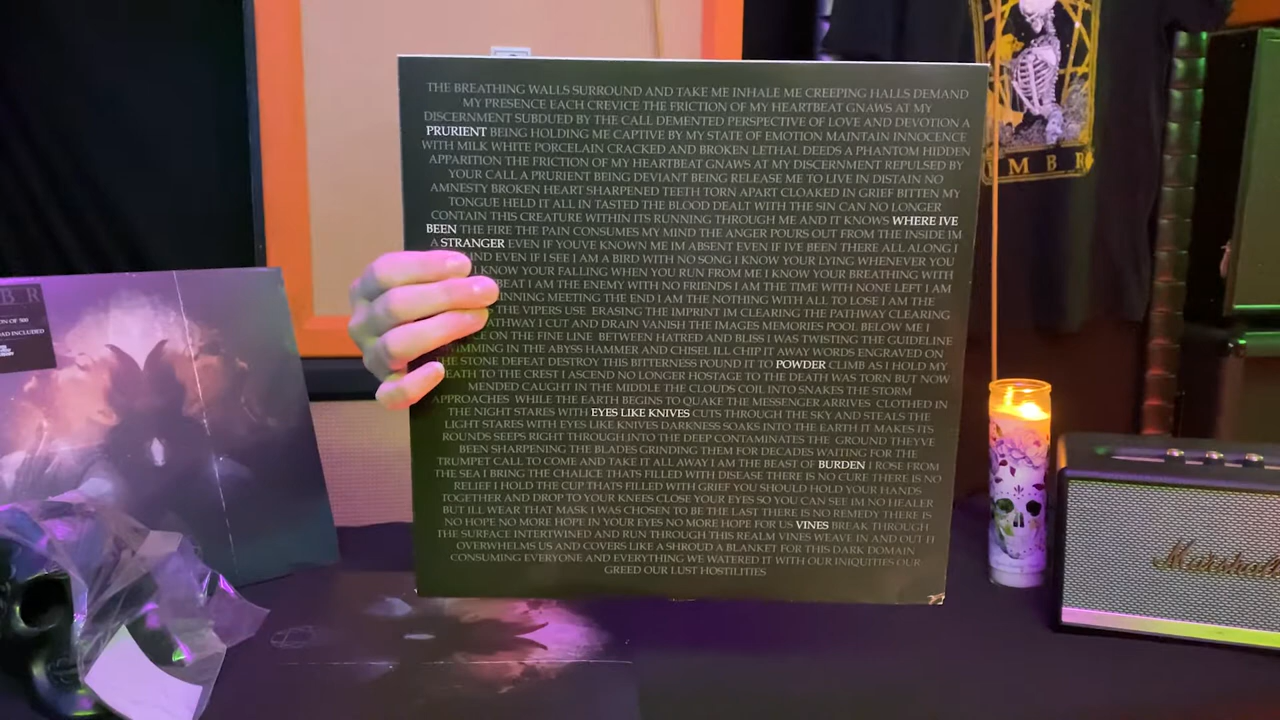 THE BREATHING WALLS SURROUND AND TAKE ME INHALE ME CREEPING HALLS DEMAND
MY PRESENCE EACH CREVICE THE FRICTION OF MY HEARTBEAT GNAWS AT MY
DISCERNMENT SUBDUED BY THE CALL DEMENTED PERSPECTIVE OF LOVE AND DEVOTION A
PRURIENT BEING HOLDING ME CAPTIVE BY MY STATE OF EMOTION MAINTAIN INNOCENCE
WITH MILK WHITE PORCELAIN CRACKED AND BROKEN LETHAL DEEDS A PHANTOM HIDDEN
APPARITION THE FRICTION OF MY HEARTBEAT GNAWS AT MY DISCERNMENT REPULSED BY
YOUR CALL A PRURIENT BEING DEVIANT BEING RELEASE ME TO LIVE IN DISTAIN NO
AMNESTY BROKEN HEART SHARPENED TEETH TORN APART CLOAKED IN GRIEF BITTEN MY
TONGUE HELD IT ALL IN TASTED THE BLOOD DEALT WITH THE SIN CAN NO LONGER
CONTAIN THIS CREATURE WITHIN ITS RUNNING THROUGH ME AND IT KNOWS WHERE IVE
BEEN THE FIRE THE PAIN CONSUMES MY MIND THE ANGER POURS OUT FROM THE INSIDE IM
A STRANGER EVEN IF YOUVE KNOWN ME IM ABSENT EVEN IF IVE BEEN THERE ALL ALONG I
AND EVEN IF I SEE I AM A BIRD WITH NO SONG I KNOW YOUR LYING WHENEVER YOU
I KNOW YOUR FALLING WHEN YOU RUN FROM ME I KNOW YOUR BREATHING WITH
BEAT I AM THE ENEMY WITH NO FRIENDS I AM THE TIME WITH NONE LEFT I AM
INNING MEETING THE END I AM THE NOTHING WITH ALL TO LOSE I AM THE
THE VIPERS USE ERASING THE IMPRINT IM CLEARING THE PATHWAY CLEARING
ATHWAY I CUT AND DRAIN VANISH THE IMAGES MEMORIES POOL BELOW ME I
CE ON THE FINE LINE BETWEEN HATRED AND BLISS I WAS TWISTING THE GUIDELINE
WIMMING IN THE ABYSS HAMMER AND CHISEL ILL CHIP IT AWAY WORDS ENGRAVED ON
THE STONE DEFEAT DESTROY THIS BITTERNESS POUND IT TO POWDER CLIMB AS I HOLD MY
EATH TO THE CREST I ASCEND NO LONGER HOSTAGE TO THE DEATH WAS TORN BUT NOW
MENDED CAUGHT IN THE MIDDLE THE CLOUDS COIL INTO SNAKES THE STORM
APPROACHES WHILE THE EARTH BEGINS TO QUAKE THE MESSENGER ARRIVES CLOTHED IN
THE NIGHT STARES WITH EYES LIKE KNIVES CUTS THROUGH THE SKY AND STEALS THE
LIGHT STARES WITH EYES LIKE KNIVES DARKNESS SOAKS INTO THE EARTH IT MAKES ITS
ROUNDS SEEPS RIGHT THROUGH INTO THE DEEP CONTAMINATES THE GROUND THEYVE
BEEN SHARPENING THE BLADES GRINDING THEM FOR DECADES WAITING FOR THE
TRUMPET CALL TO COME AND TAKE IT ALL AWAY I AM THE BEAST OF BURDEN I ROSE FROM
THE SEA I BRING THE CHALICE THATS FILLED WITH DISEASE THERE IS NO CURE THERE IS NO
RELIEF I HOLD THE CUP THATS FILLED WITH GRIEF YOU SHOULD HOLD YOUR HANDS
TOGETHER AND DROP TO YOUR KNEES CLOSE YOUR EYES SO YOU CAN SEE IM NO HEALER
BUT ILL WEAR THAT MASK I WAS CHOSEN TO BE THE LAST THERE IS NO REMEDY THERE IS
NO HOPE NO MORE HOPE IN YOUR EYES NO MORE HOPE FOR US VINES BREAK THROUGH
THE SURFACE INTERTWINED AND RUN THROUGH THIS REALM VINES WEAVE IN AND OUT IT
OVERWHELMS US AND COVERS LIKE A SHROUD A BLANKET FOR THIS DARK DOMAIN
CONSUMING EVERYONE AND EVERYTHING WE WATERED IT WITH OUR INIQUITIES OUR
GREED OUR LUST HOSTILITIES
MBR
BR
ON OF 500
OAD INCLUDED
Marshall